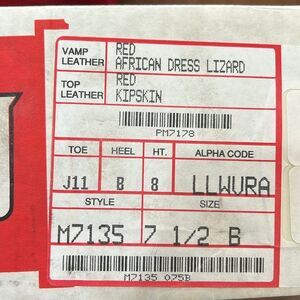 VAMP LEATHER RED
AFRICAN DRESS LIZARD
TOP LEATHER RED
KIPSKIN
PM7178
TOE HEEL HT. ALPHA CODE
J11 B 8 LLWURA
STYLE SIZE
M7135 7 1/2 B
M7135 075B